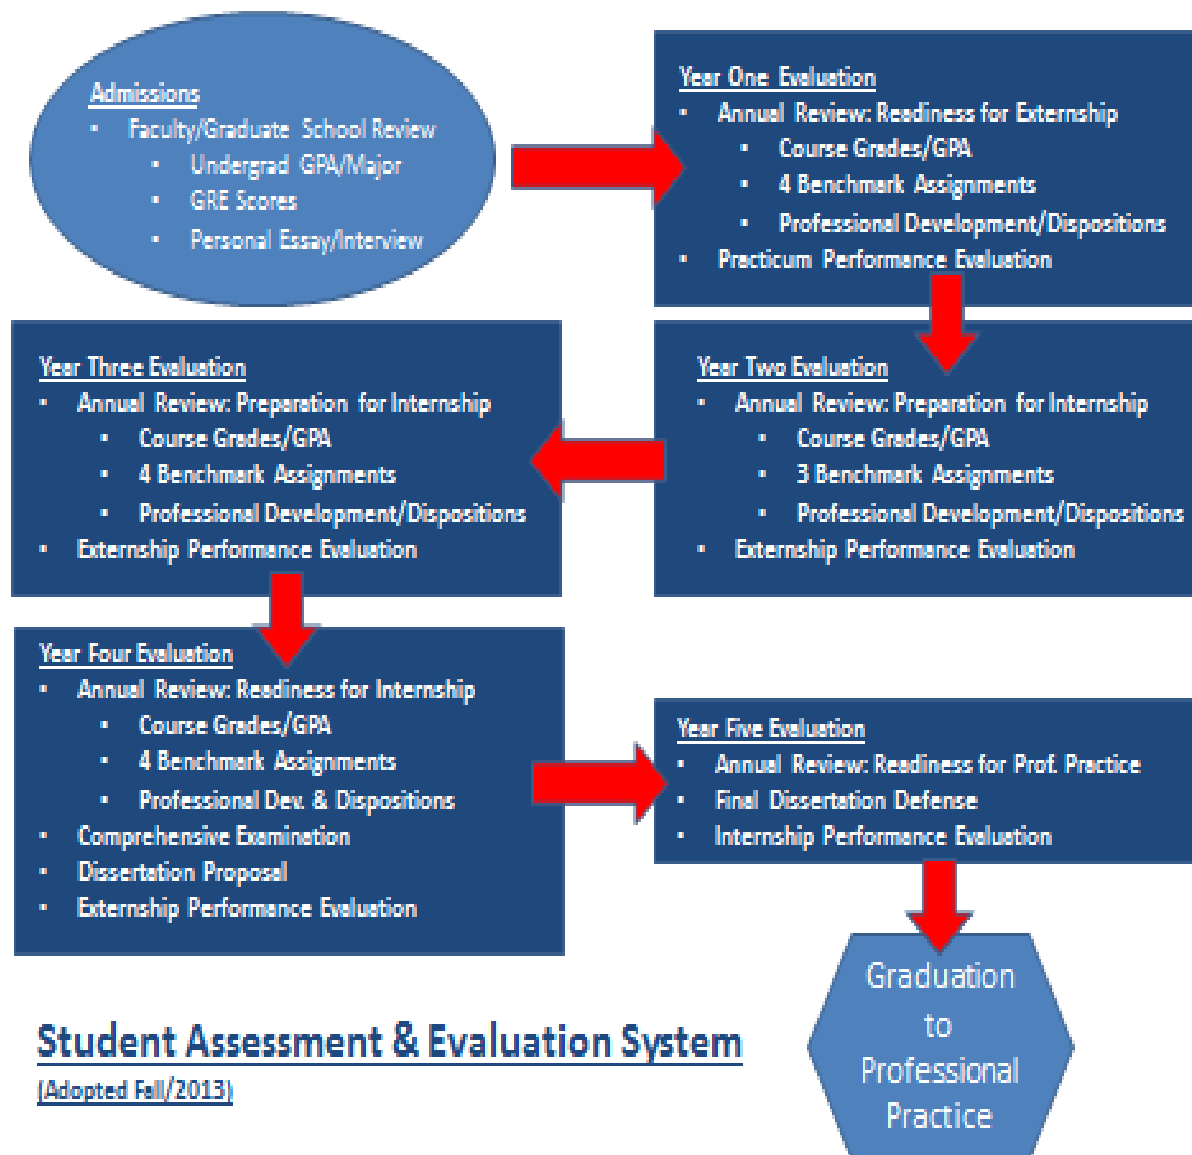 Admissions
• Faculty/Graduate School Review
• Undergrad GPA/Major
• GRE Scores
• Personal Essay/Interview
Year One Evaluation
• Annual Review: Readiness for Externship
• Course Grades/GPA
• 4 Benchmark Assignments
• Professional Development/Dispositions
• Practicum Performance Evaluation
Year Two Evaluation
• Annual Review: Preparation for Internship
• Course Grades/GPA
• 3 Benchmark Assignments
• Professional Development/Dispositions
• Externship Performance Evaluation
Year Three Evaluation
• Annual Review: Preparation for Internship
• Course Grades/GPA
• 4 Benchmark Assignments
• Professional Development/Dispositions
• Externship Performance Evaluation
Year Four Evaluation
• Annual Review: Readiness for Internship
• Course Grades/GPA
• 4 Benchmark Assignments
• Professional Dev. & Dispositions
• Comprehensive Examination
• Dissertation Proposal
• Externship Performance Evaluation
Year Five Evaluation
• Annual Review: Readiness for Prof. Practice
• Final Dissertation Defense
• Internship Performance Evaluation
Graduation
to
Professional
Practice
Student Assessment & Evaluation System
(Adopted Fall/2013)